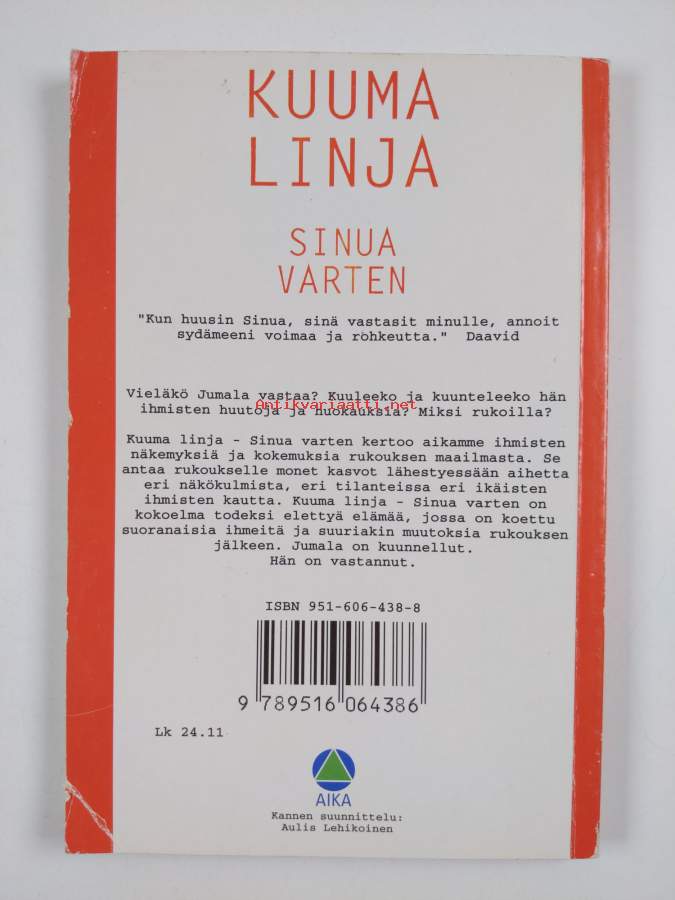 KUUMA
LINJA
SINUA
VARTEN
"Kun huusin Sinua, sinä vastasit minulle, annoit
sydämeeni voimaa ja rohkeutta." Daavid
Vieläkö Jumala vastaa? Kuuleeko ja kuunteleeko hän
Antikvariaatti.net
ihmisten huutoja ja huokauksia? Miksi rukoilla?
Kuuma linja - Sinua varten kertoo aikamme ihmisten
näkemyksiä ja kokemuksia rukouksen maailmasta. Se
antaa rukoukselle monet kasvot lähestyessään aihetta
eri näkökulmista, eri tilanteissa eri ikäisten
ihmisten kautta. Kuuma linja - Sinua varten on
kokoelma todeksi elettyä elämää, jossa on koettu
suoranaisia ihmeitä ja suuriakin muutoksia rukouksen
jälkeen. Jumala on kuunnellut.
Hän on vastannut.
ISBN 951-606-438-8
9 789516 064386
Lk 24.11
AIKA
Kannen suunnittelu:
Aulis Lehikoinen